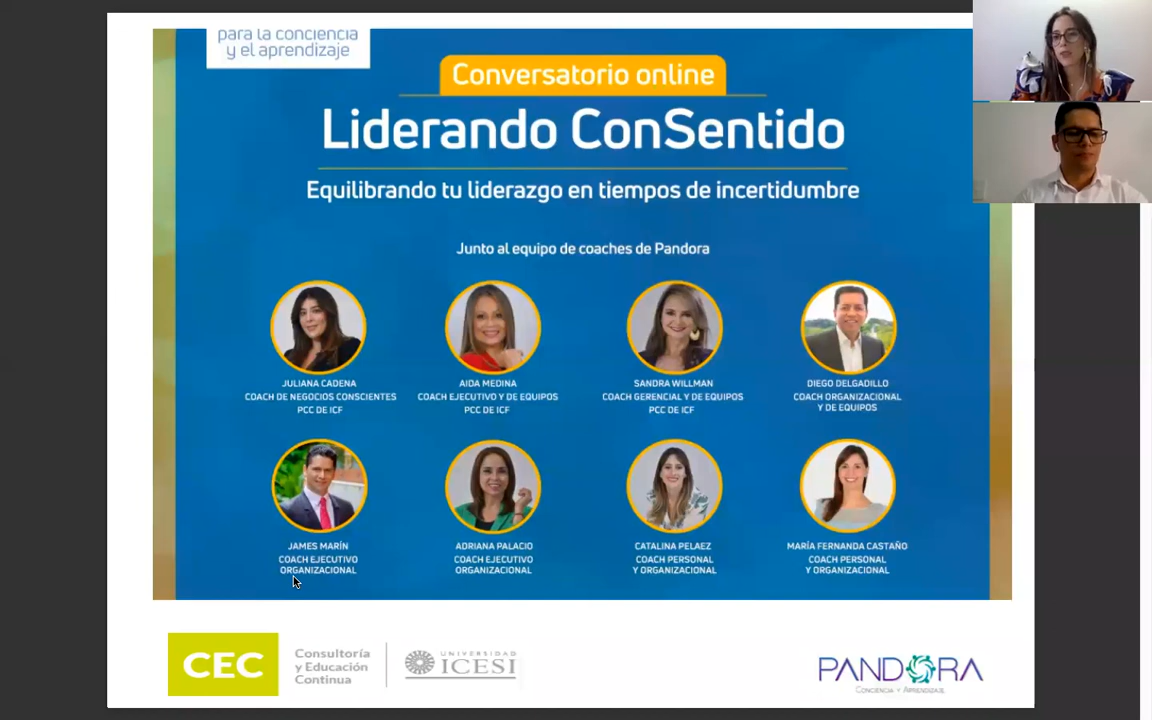 para la conciencia
y el aprendizaje
Conversatorio online
Liderando ConSentido
Equilibrando tu liderazgo en tiempos de incertidumbre
Junto al equipo de coaches de Pandora
JULIANA CADENA
COACH DE NEGOCIOS CONSCIENTES
PCC DE ICF
AIDA MEDINA
COACH EJECUTIVO Y DE EQUIPOS
PCC DE ICF
SANDRA WILLMAN
COACH GERENCIAL Y DE EQUIPOS
PCC DE ICF
DIEGO DELGADILLO
COACH ORGANIZACIONAL
Y DE EQUIPOS
JAMES MARÍN
COACH EJECUTIVO
ORGANIZACIONAL
ADRIANA PALACIO
COACH EJECUTIVO
ORGANIZACIONAL
CATALINA PELAEZ
COACH PERSONAL
Y ORGANIZACIONAL
MARÍA FERNANDA CASTAÑO
COACH PERSONAL
Y ORGANIZACIONAL
CEC
Consultoría
y Educación
Continua
UNIVERSIDAD
ICESI
PANDORA
CONCIENCIA Y APRENDIZAJE